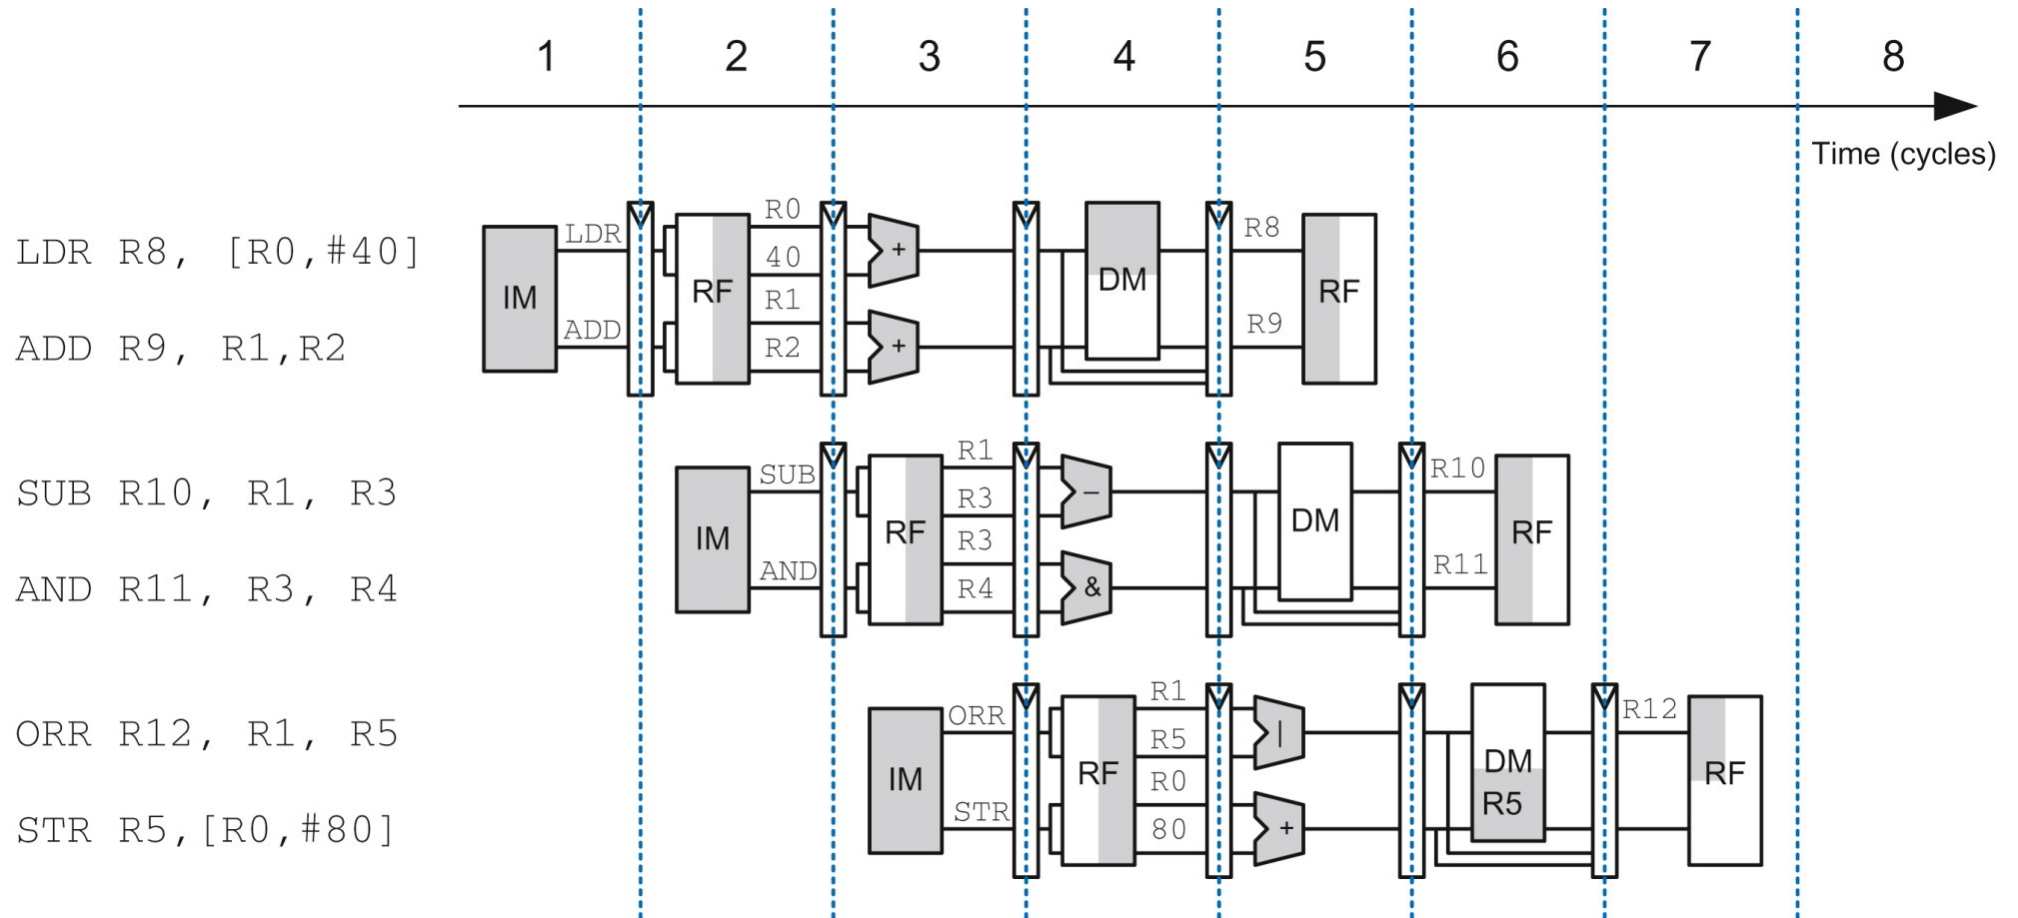 1 2 3 4 5 6 7 8
Time (cycles)
LDR R8, [R0,#40]
ADD R9, R1,R2
IM
LDR
ADD
RF
R0
40
R1
R2
+
+
DM
R8
R9
RF
SUB R10, R1, R3
AND R11, R3, R4
IM
SUB
AND
RF
R1
R3
R3
R4
–
&
DM
R10
R11
RF
ORR R12, R1, R5
STR R5,[R0,#80]
IM
ORR
STR
RF
R1
R5
R0
80
|
+
DM
R5
R12
RF